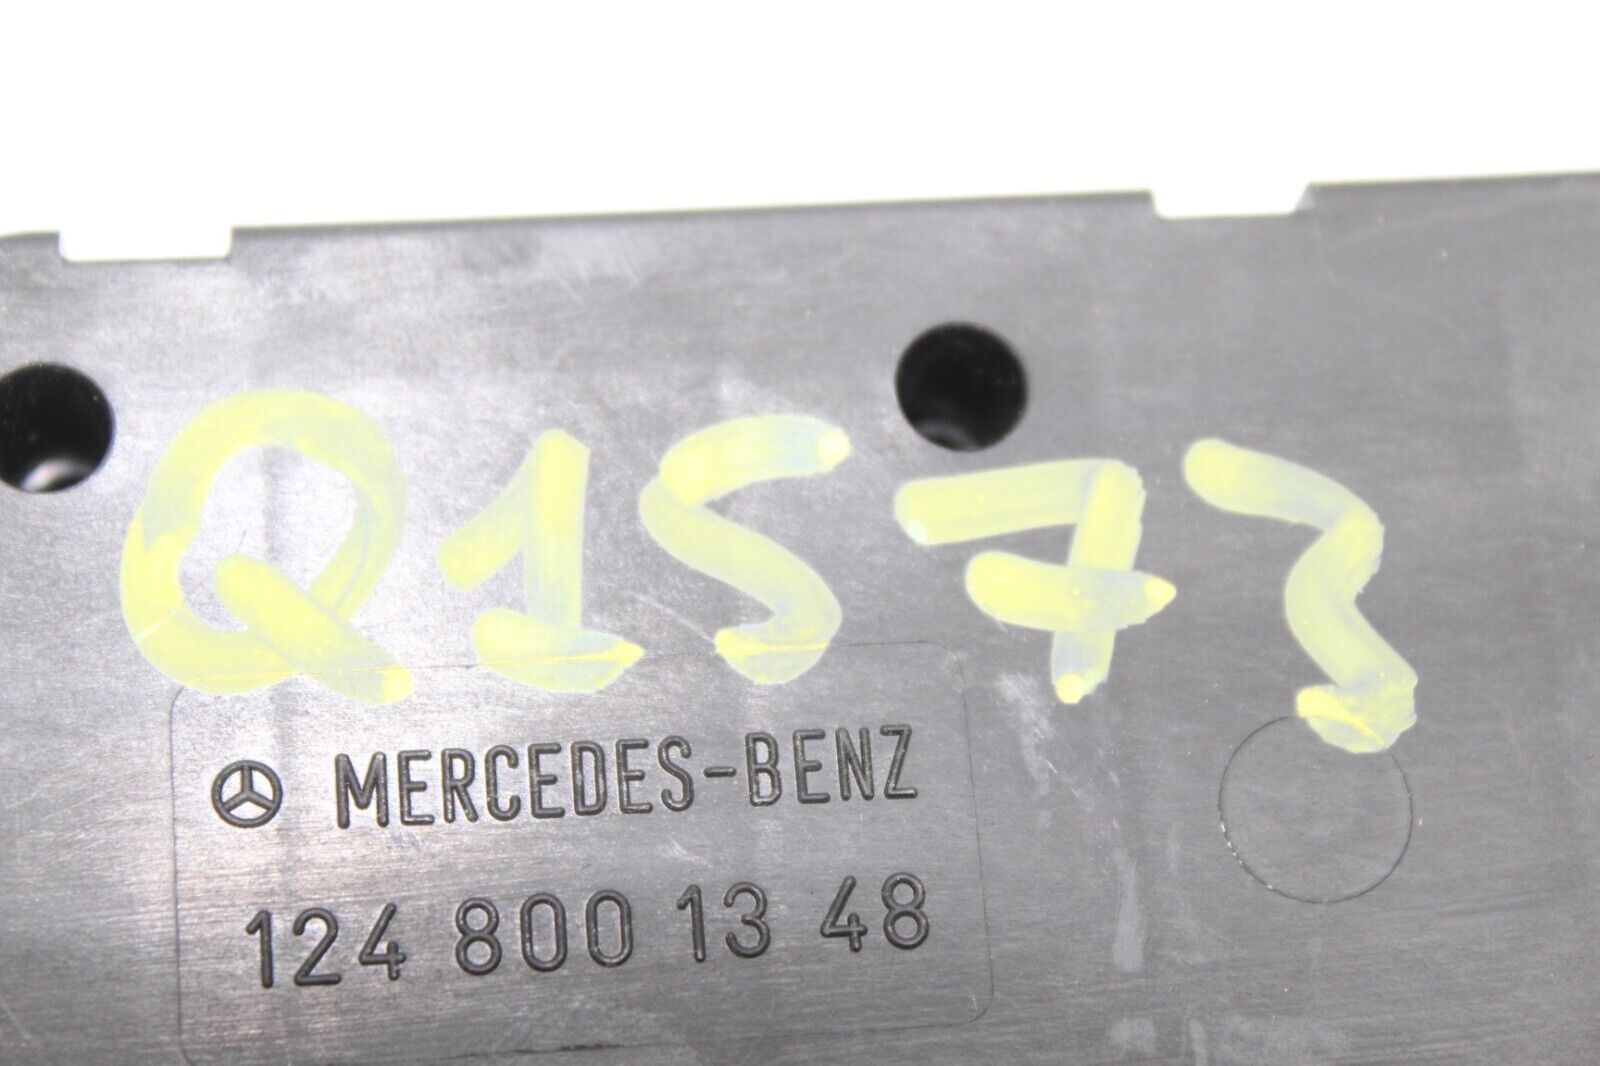 Q1573
MERCEDES-BENZ
124 800 13 48